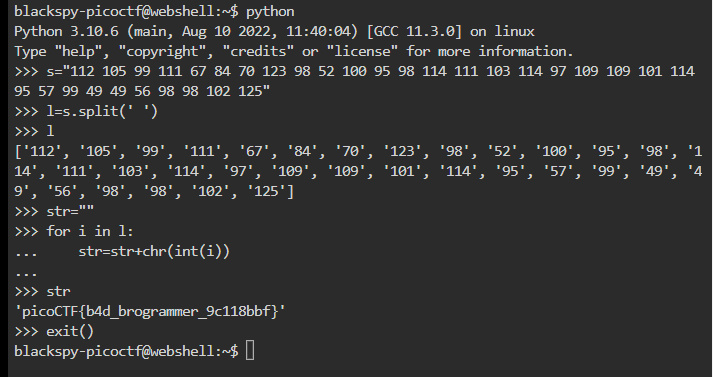 blackspy-picoctf@webshell:~$ python
Python 3.10.6 (main, Aug 10 2022, 11:40:04) [GCC 11.3.0] on linux
Type "help", "copyright", "credits" or "license" for more information.
>>> s="112 105 99 111 67 84 70 123 98 52 100 95 98 114 111 103 114 97 109 109 101 114
95 57 99 49 49 56 98 98 102 125"
>>> l=s.split(' ')
>>> l
['112', '105', '99', '111', '67', '84', '70', '123', '98', '52', '100', '95', '98', '1
14', '111', '103', '114', '97', '109', '109', '101', '114', '95', '57', '99', '49', '4
9', '56', '98', '98', '102', '125']
>>> str=""
>>> for i in l:
...     str=str+chr(int(i))
...
>>> str
'picoCTF{b4d_brogrammer_9c118bbf}'
>>> exit()
blackspy-picoctf@webshell:~$